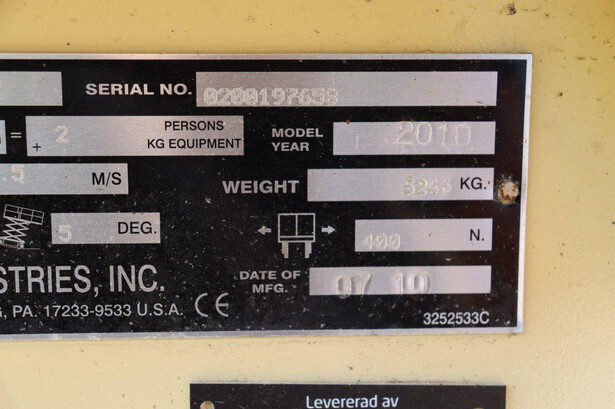 SERIAL NO. 0200197658
= + 2 PERSONS
KG EQUIPMENT
MODEL YEAR 2010
.5 M/S
WEIGHT KG.
5 DEG.
400 N.
STRIES, INC.
DATE OF MFG. 07 10
, PA. 17233-9533 U.S.A. CE
3252533C
Levererad av